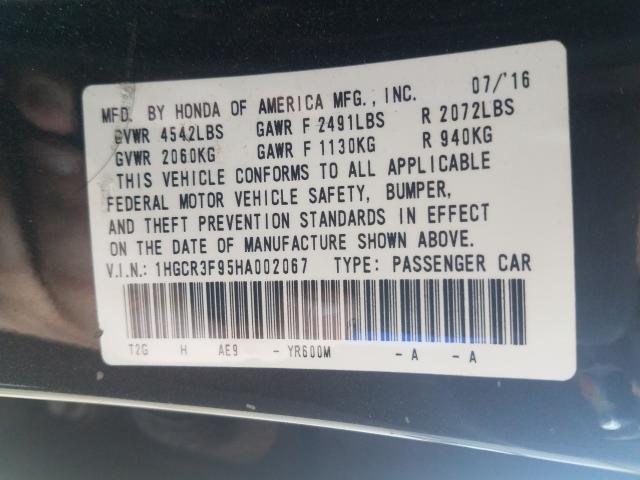 MFD. BY HONDA OF AMERICA MFG., INC. 07/'16
GVWR 4542LBS GAWR F 2491LBS R 2072LBS
GVWR 2060KG GAWR F 1130KG R 940KG
THIS VEHICLE CONFORMS TO ALL APPLICABLE
FEDERAL MOTOR VEHICLE SAFETY, BUMPER,
AND THEFT PREVENTION STANDARDS IN EFFECT
ON THE DATE OF MANUFACTURE SHOWN ABOVE.
V.I.N.: 1HGCR3F95HA002067 TYPE: PASSENGER CAR
T2G H AE9 - YR600M - A - A